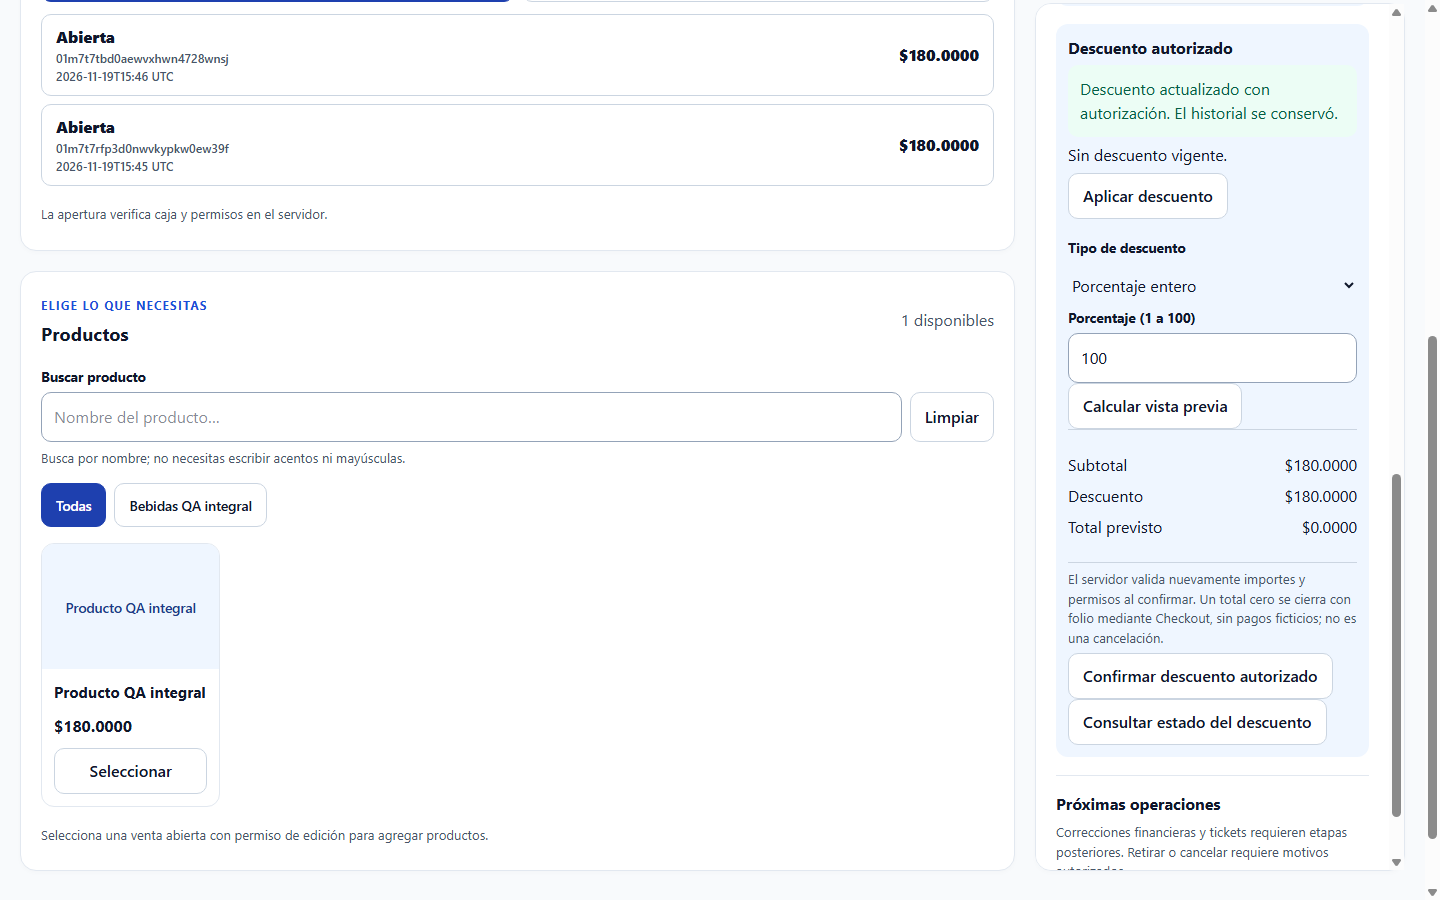 Abierta
01m7t7tbd0aewvxhwn4728wnsj
2026-11-19T15:46 UTC
$180.0000
Abierta
01m7t7rfp3d0nwvkypkw0ew39f
2026-11-19T15:45 UTC
$180.0000
La apertura verifica caja y permisos en el servidor.
ELIGE LO QUE NECESITAS
Productos
1 disponibles
Buscar producto
Nombre del producto...
Limpiar
Busca por nombre; no necesitas escribir acentos ni mayúsculas.
Todas
Bebidas QA integral
Producto QA integral
Producto QA integral
$180.0000
Seleccionar
Selecciona una venta abierta con permiso de edición para agregar productos.
Descuento autorizado
Descuento actualizado con
autorización. El historial se conservó.
Sin descuento vigente.
Aplicar descuento
Tipo de descuento
Porcentaje entero
Porcentaje (1 a 100)
100
Calcular vista previa
Subtotal $180.0000
Descuento $180.0000
Total previsto $0.0000
El servidor valida nuevamente importes y
permisos al confirmar. Un total cero se cierra con
folio mediante Checkout, sin pagos ficticios; no es
una cancelación.
Confirmar descuento autorizado
Consultar estado del descuento
Próximas operaciones
Correcciones financieras y tickets requieren etapas
posteriores. Retirar o cancelar requiere motivos